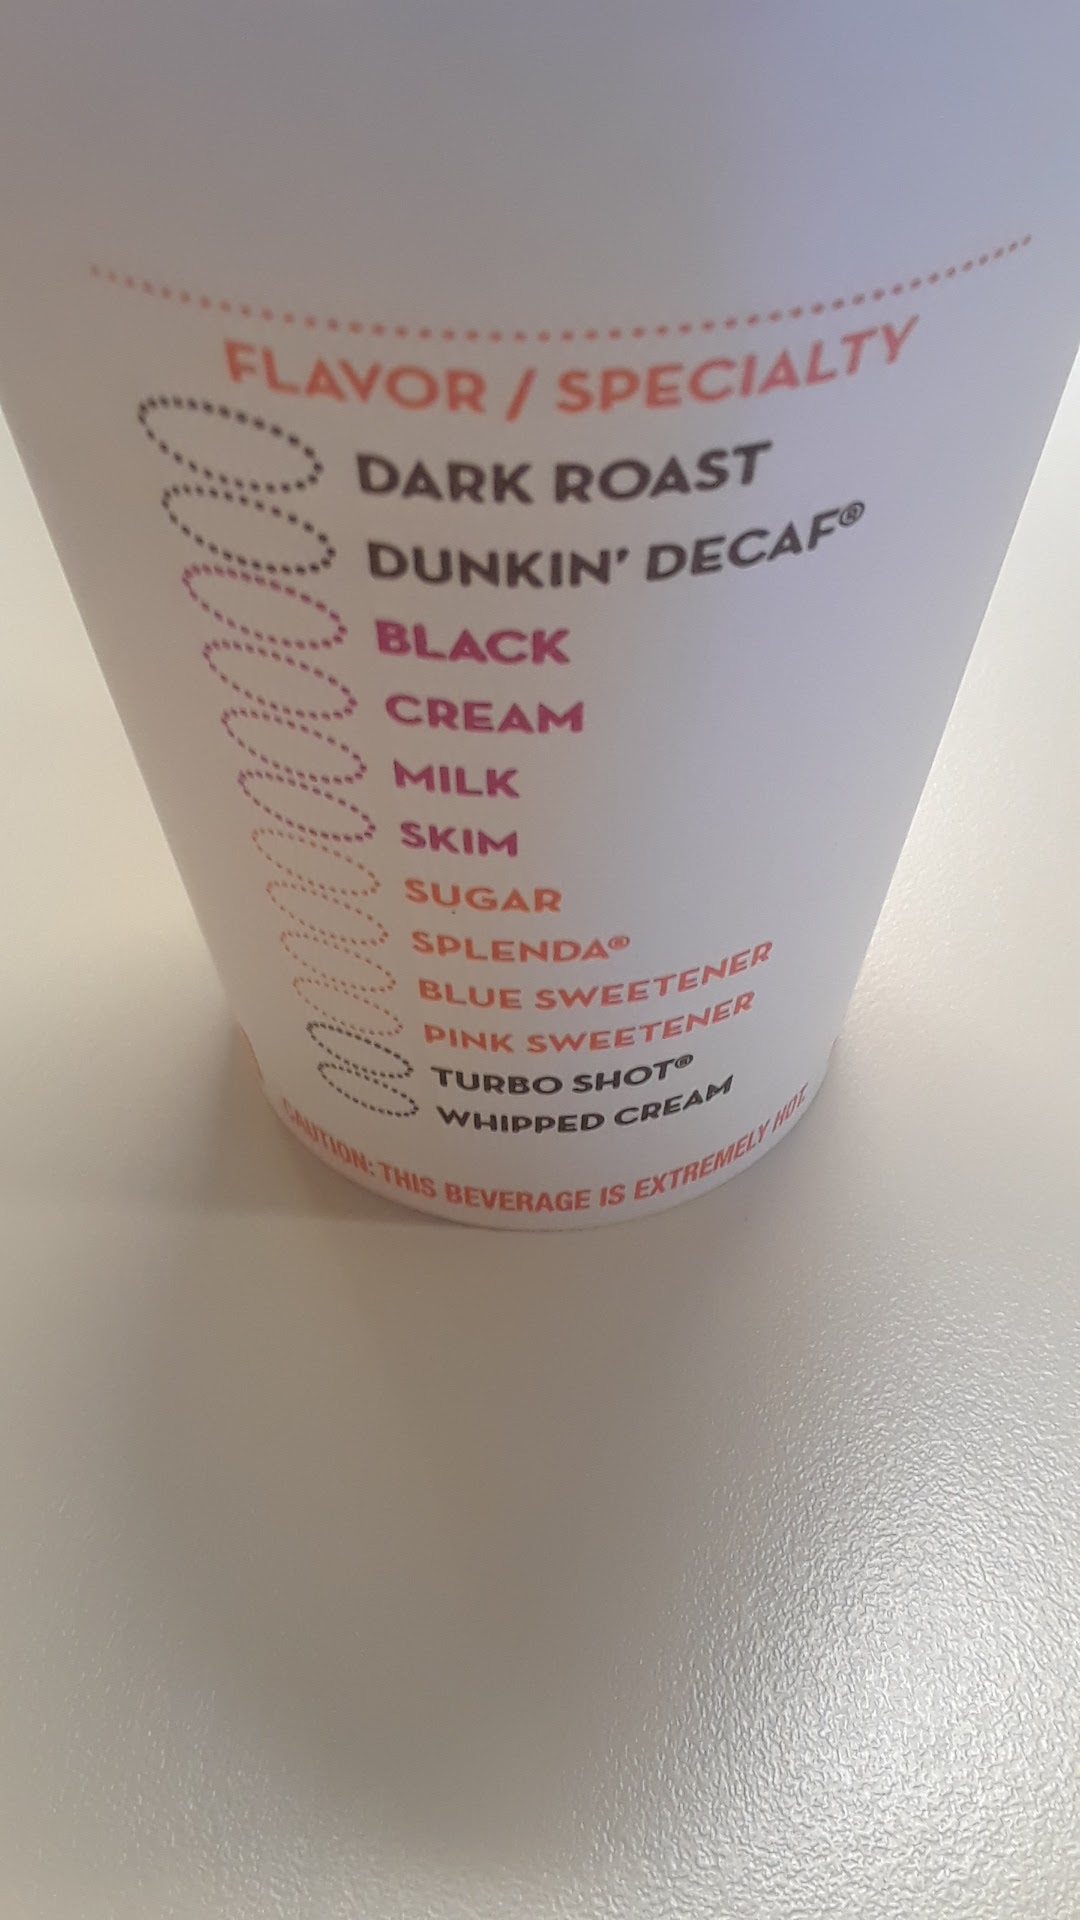 FLAVOR / SPECIALTY
DARK ROAST
DUNKIN' DECAF®
BLACK
CREAM
MILK
SKIM
SUGAR
SPLENDA®
BLUE SWEETENER
PINK SWEETENER
TURBO SHOT®
WHIPPED CREAM
CAUTION: THIS BEVERAGE IS EXTREMELY HOT.